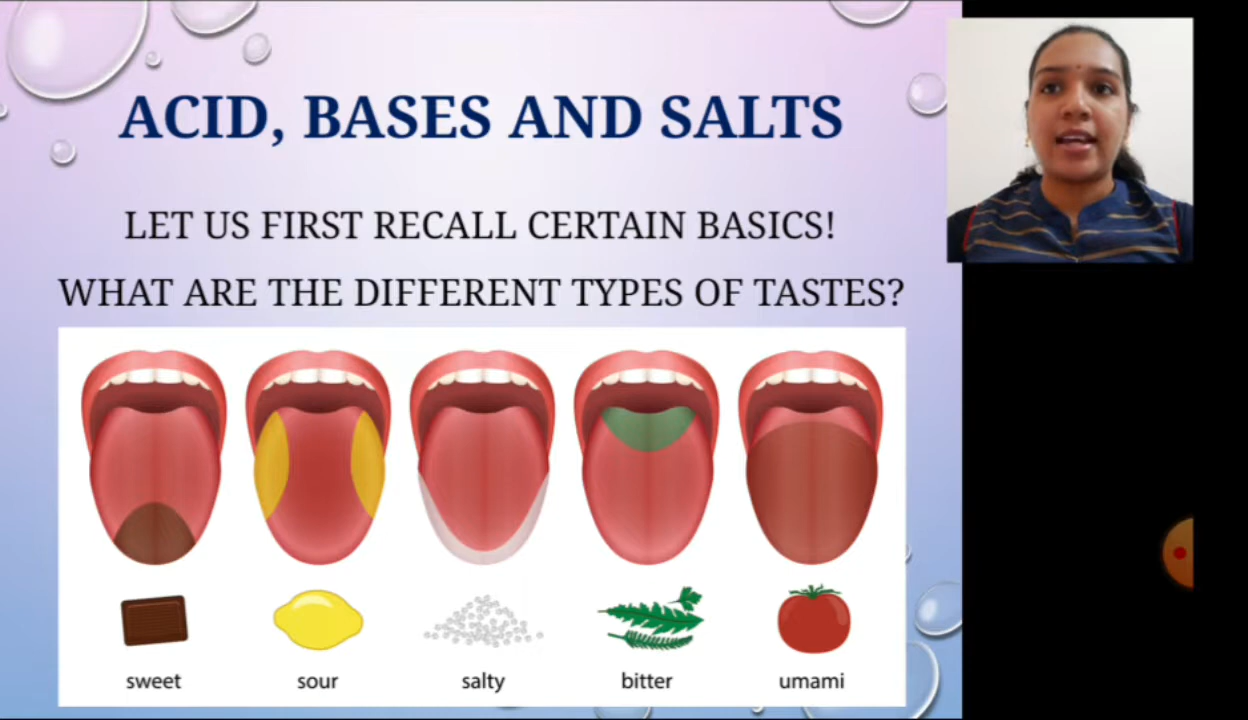 ACID, BASES AND SALTS
LET US FIRST RECALL CERTAIN BASICS!
WHAT ARE THE DIFFERENT TYPES OF TASTES?
sweet
sour
salty
bitter
umami